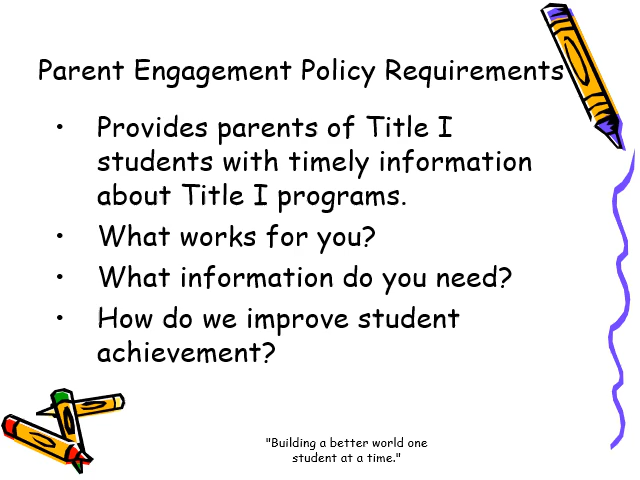 Parent Engagement Policy Requirements
• Provides parents of Title I
students with timely information
about Title I programs.
• What works for you?
• What information do you need?
• How do we improve student
achievement?
"Building a better world one
student at a time."